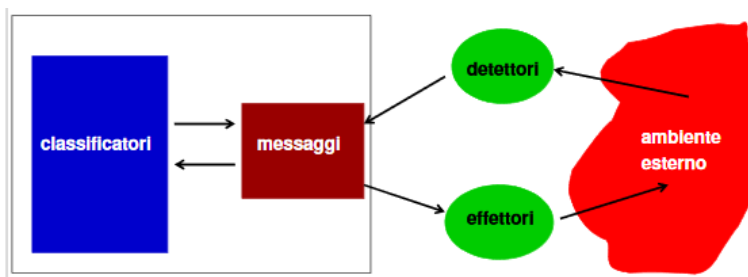 classificatori
messaggi
detettori
effettori
ambiente
esterno